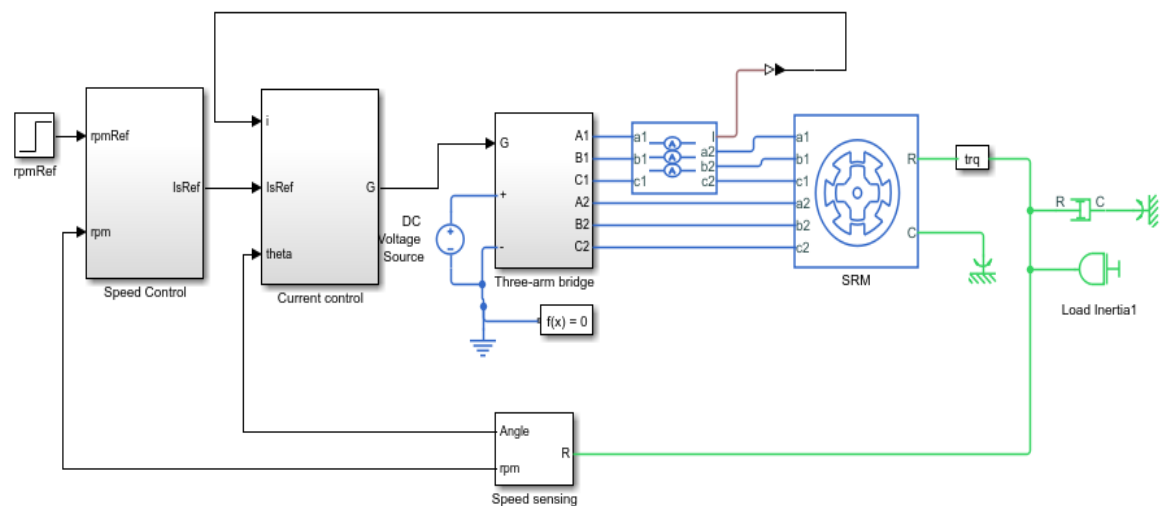 rpmRef
rpmRef
rpm
IsRef
Speed Control
i
IsRef
theta
G
Current control
DC
Voltage
Source
+
-
G
+
-
A1
B1
C1
A2
B2
C2
Three-arm bridge
f(x) = 0
a1
b1
c1
A
A
A
I
a2
b2
c2
a1
b1
c1
a2
b2
c2
R
C
SRM
trq
R
C
Load Inertia1
Angle
rpm
R
Speed sensing